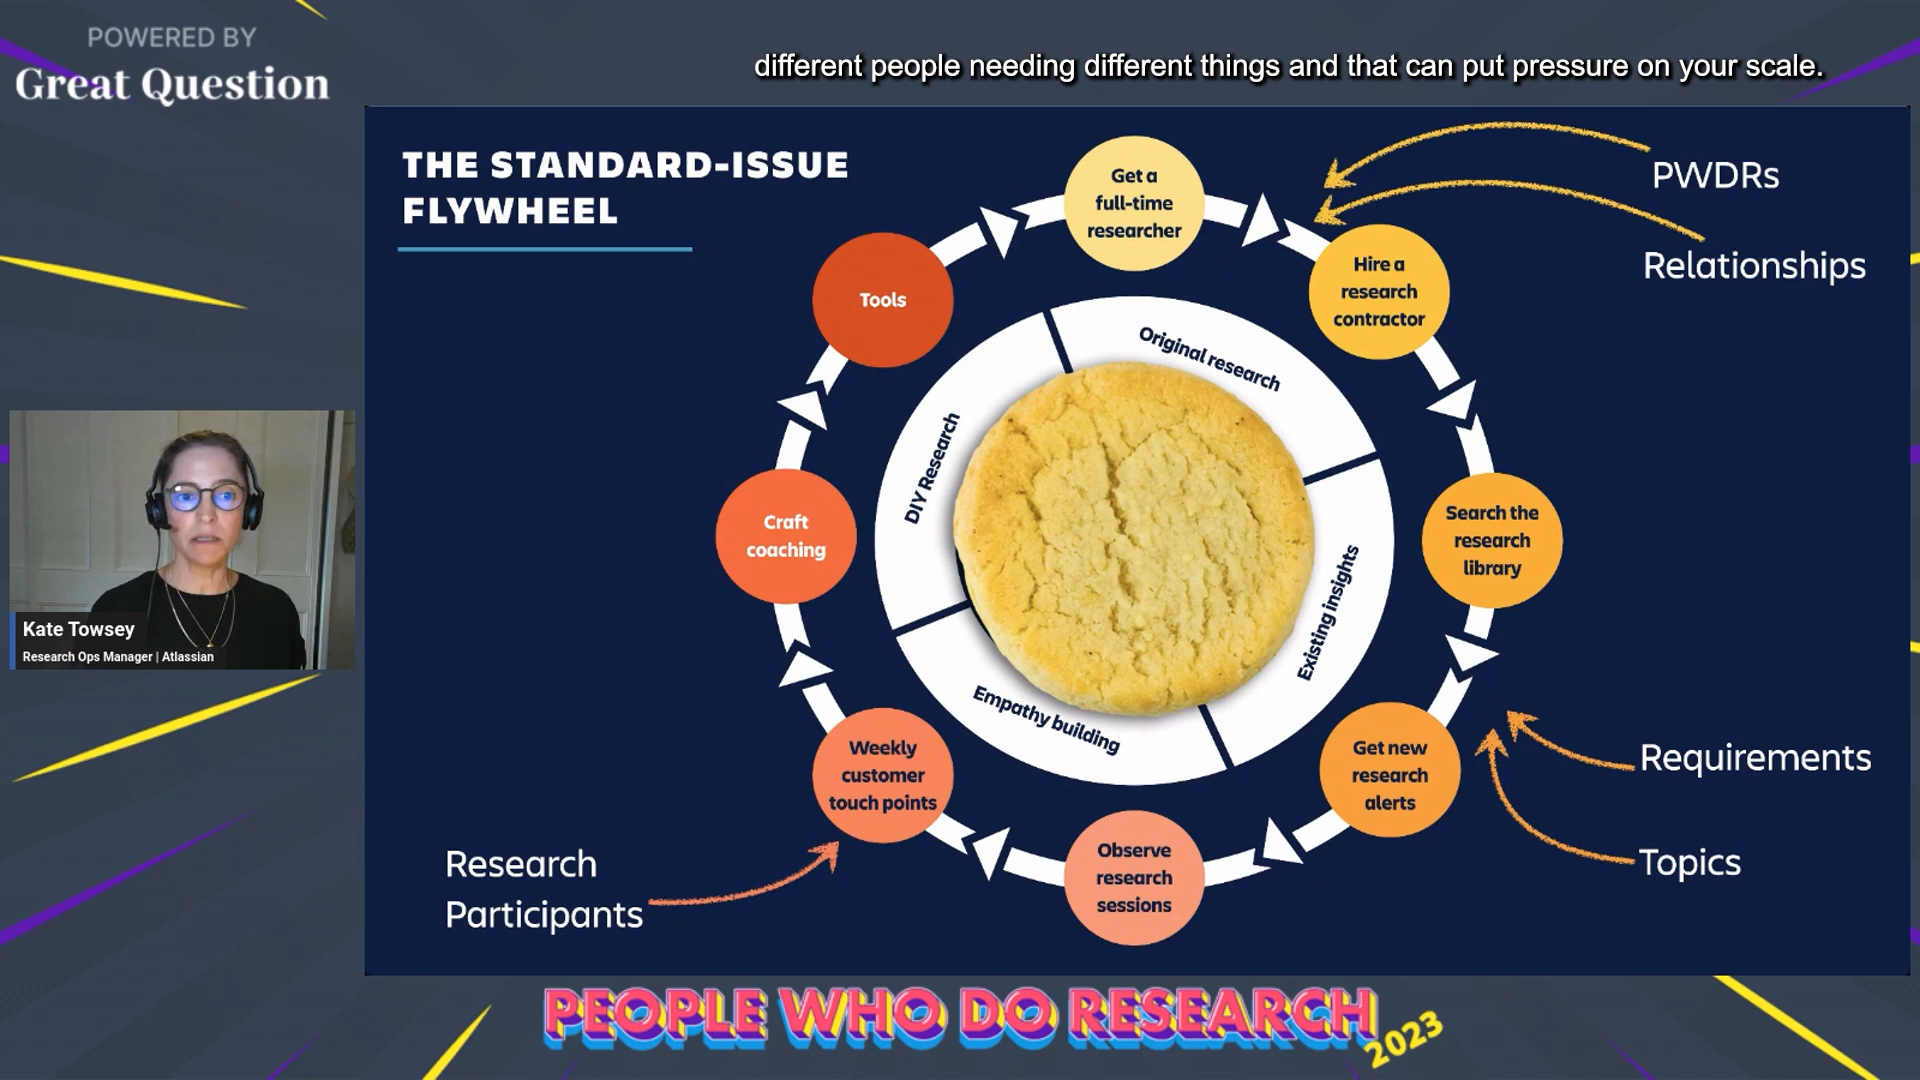 POWERED BY
Great Question
different people needing different things and that can put pressure on your scale.
THE STANDARD-ISSUE
FLYWHEEL
Get a
full-time
researcher
Hire a
research
contractor
Search the
research
library
Get new
research
alerts
Observe
research
sessions
Weekly
customer
touch points
Craft
coaching
Tools
Original research
Existing insights
Empathy building
DIY Research
PWDRs
Relationships
Requirements
Topics
Research
Participants
Kate Towsey
Research Ops Manager | Atlassian
PEOPLE WHO DO RESEARCH
2023